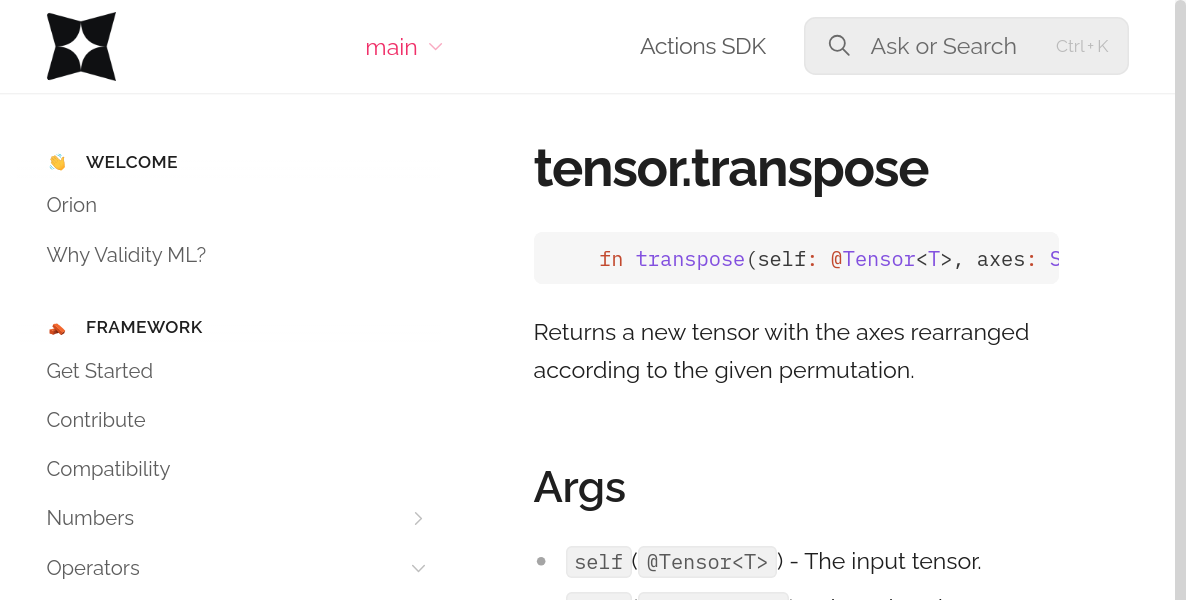 main
Actions SDK
Ask or Search
Ctrl+K
WELCOME
Orion
Why Validity ML?
FRAMEWORK
Get Started
Contribute
Compatibility
Numbers
Operators
tensor.transpose
fn transpose(self: @Tensor<T>, axes: S
Returns a new tensor with the axes rearranged
according to the given permutation.
Args
self(@Tensor<T>) - The input tensor.